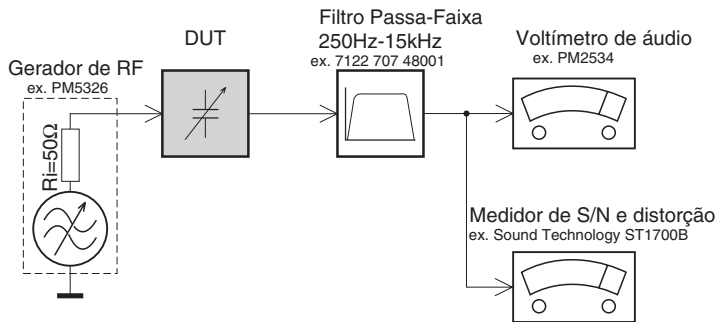 Gerador de RF
ex. PM5326
Ri=50Ω
DUT
Filtro Passa-Faixa
250Hz-15kHz
ex. 7122 707 48001
Voltímetro de áudio
ex. PM2534
Medidor de S/N e distorção
ex. Sound Technology ST1700B